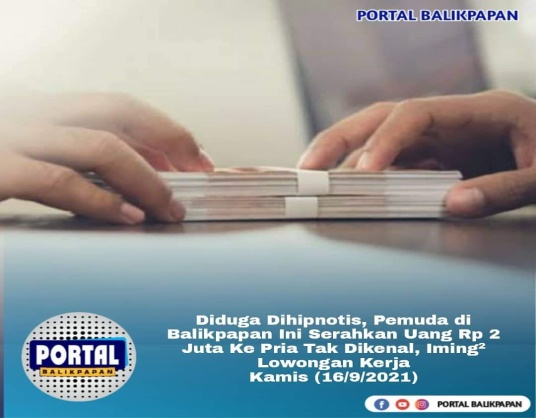 PORTAL BALIKPAPAN
Diduga Dihipnotis, Pemuda di
Balikpapan Ini Serahkan Uang Rp 2
Juta Ke Pria Tak Dikenal, Iming²
Lowongan Kerja
Kamis (16/9/2021)
PORTAL
BALIKPAPAN
PORTAL BALIKPAPAN